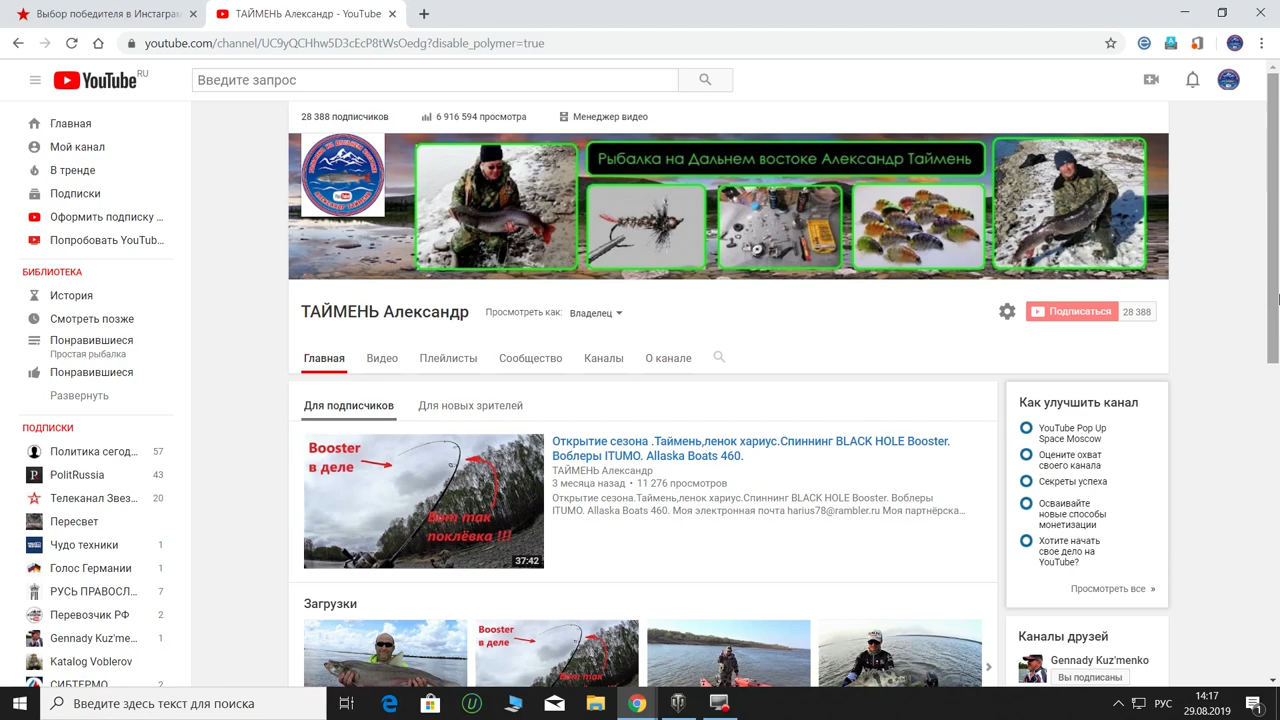 Выбор победителя в Инстаграм
ТАЙМЕНЬ Александр - YouTube
youtube.com/channel/UC9yQCHhw5D3cEcP8tWsOedg?disable_polymer=true
YouTube RU
Введите запрос
28 388 подписчиков
6 916 594 просмотра
Менеджер видео
Главная
Мой канал
В тренде
Подписки
Оформить подписку ...
Попробовать YouTub...
БИБЛИОТЕКА
История
Смотреть позже
Понравившиеся
Простая рыбалка
Понравившиеся
Развернуть
ПОДПИСКИ
Политика сегод... 57
PolitRussia 43
Телеканал Звез... 20
Пересвет
Чудо техники 1
Голос Германии 1
РУСЬ ПРАВОСЛ... 7
Перевозчик РФ 2
Gennady Kuz'me... 1
Katalog Voblerov
СИБТЕРМО 2
Рыбалка на Дальнем востоке Александр Таймень
ТАЙМЕНЬ Александр
Просмотреть как: Владелец
Подписаться 28 388
Главная
Видео
Плейлисты
Сообщество
Каналы
О канале
Для подписчиков
Для новых зрителей
Booster
в деле
Вот так
поклёвка !!!
37:42
Открытие сезона .Таймень,ленок хариус.Спиннинг BLACK HOLE Booster.
Воблеры ITUMO. Allaska Boats 460.
ТАЙМЕНЬ Александр
3 месяца назад • 11 276 просмотров
Открытие сезона.Таймень,ленок хариус.Спиннинг BLACK HOLE Booster. Воблеры
ITUMO. Allaska Boats 460. Моя электронная почта harius78@rambler.ru Моя партнёрска...
Загрузки
Booster
в деле
Вот так
Как улучшить канал
YouTube Pop Up
Space Moscow
Оцените охват
своего канала
Секреты успеха
Осваивайте
новые способы
монетизации
Хотите начать
свое дело на
YouTube?
Просмотреть все »
Каналы друзей
Gennady Kuz'menko
Вы подписаны
Введите здесь текст для поиска
РУС
14:17
29.08.2019
1